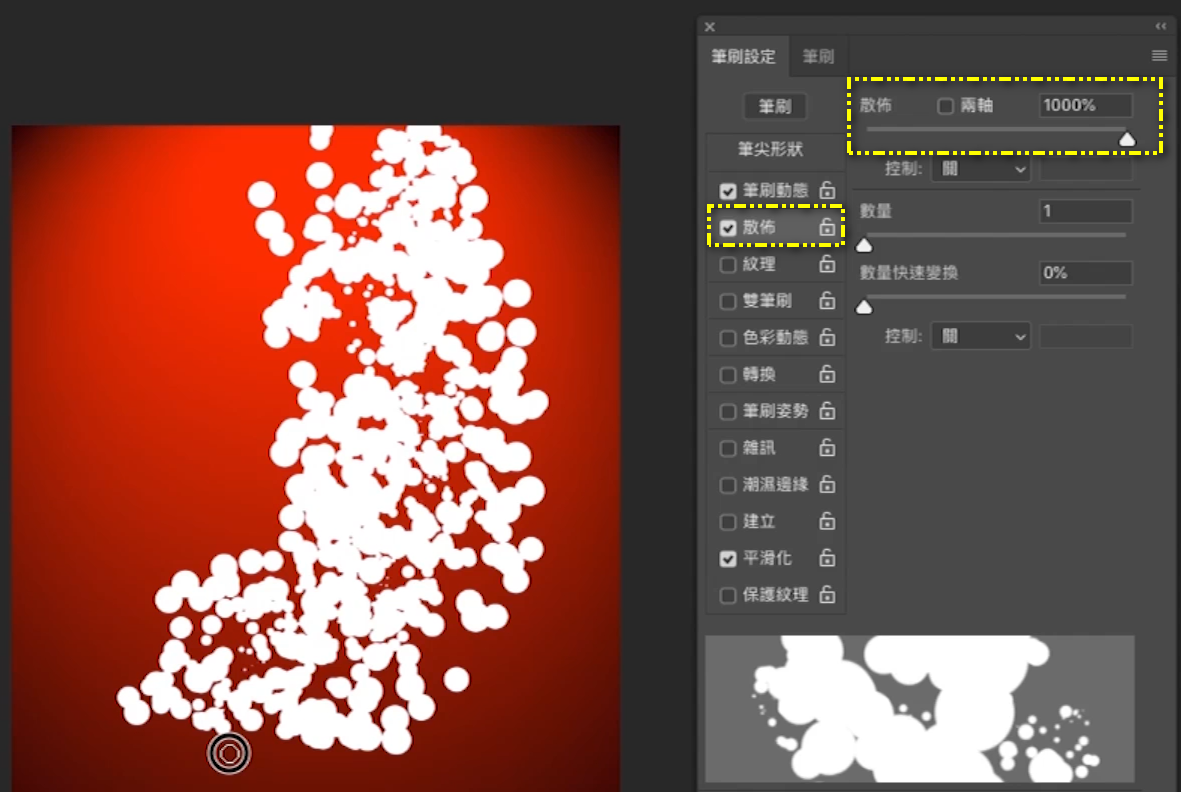 筆刷設定 筆刷
筆刷
散佈 兩軸 1000%
筆尖形狀
控制: 關
筆刷動態
散佈
數量 1
紋理
數量快速變換 0%
雙筆刷
色彩動態
控制: 關
轉換
筆刷姿勢
雜訊
潮濕邊緣
建立
平滑化
保護紋理